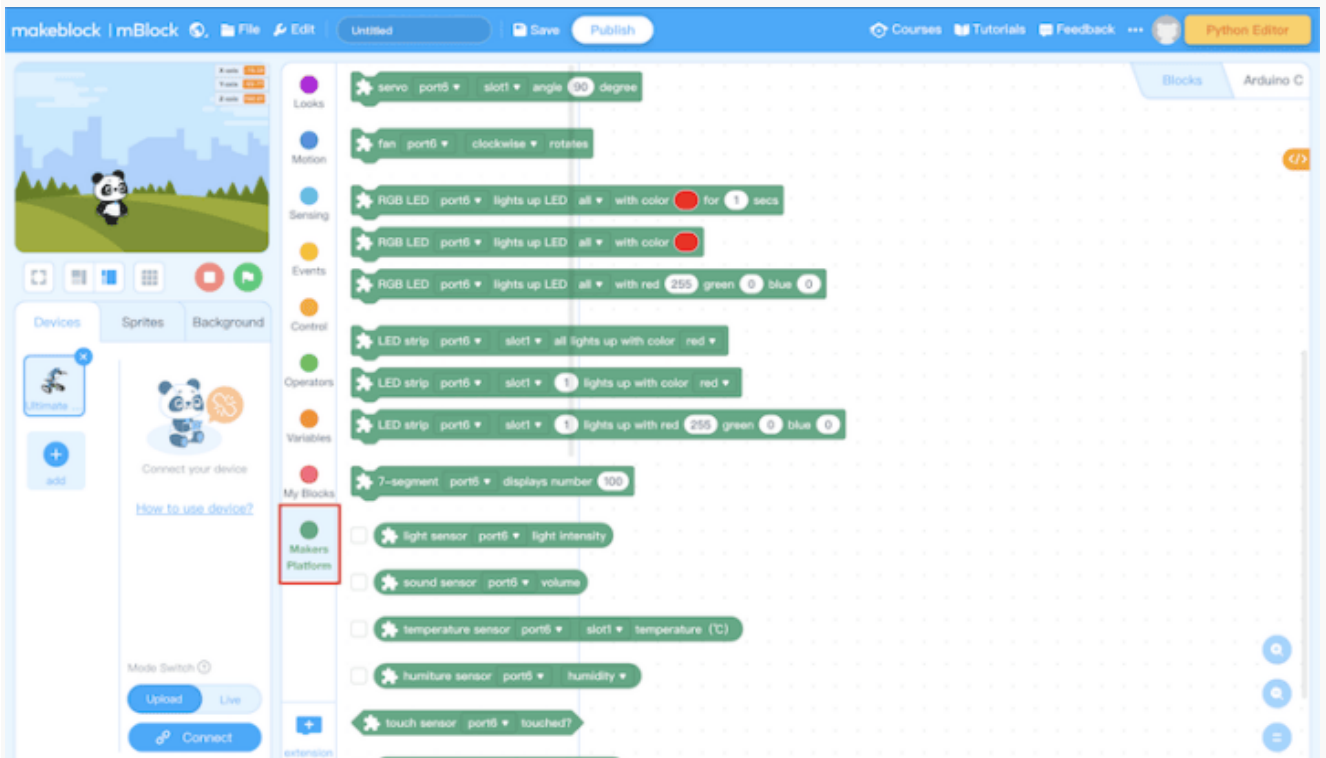 makeblock | mBlock File Edit Untitled Save Publish Courses Tutorials Feedback ••• Python Editor
X-axis
Y-axis
Z-axis
Devices Sprites Background
Ultimate ...
add
Connect your device
How to use device?
Mode Switch ?
Upload Live
Connect
Looks
Motion
Sensing
Events
Control
Operators
Variables
My Blocks
Makers
Platform
extension
servo port6 slot1 angle 90 degree
fan port6 clockwise rotates
RGB LED port6 lights up LED all with color for 1 secs
RGB LED port6 lights up LED all with color
RGB LED port6 lights up LED all with red 255 green 0 blue 0
LED strip port6 slot1 all lights up with color red
LED strip port6 slot1 1 lights up with color red
LED strip port6 slot1 1 lights up with red 255 green 0 blue 0
7-segment port6 displays number 100
light sensor port6 light intensity
sound sensor port6 volume
temperature sensor port6 slot1 temperature (℃)
humiture sensor port6 humidity
touch sensor port6 touched?
Blocks Arduino C